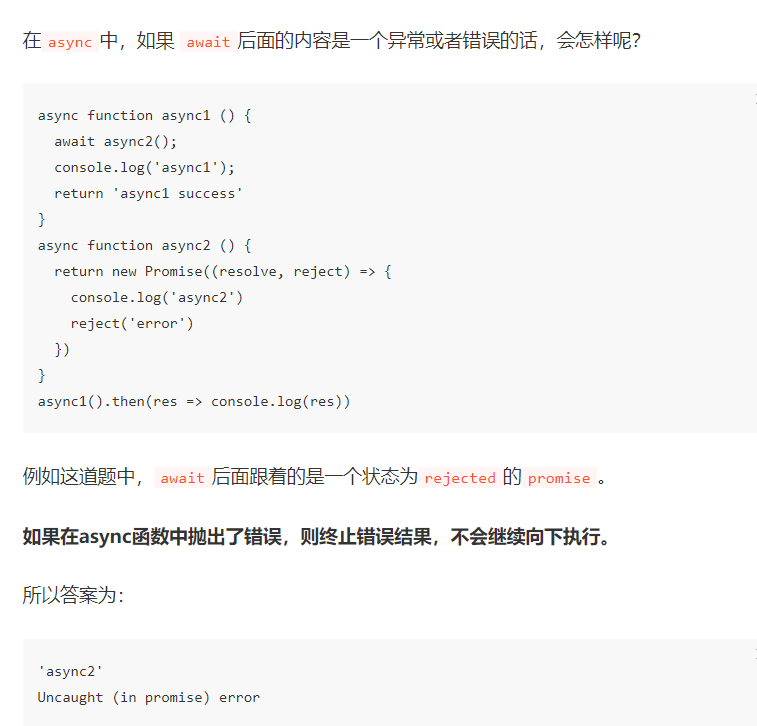 在 async 中，如果 await 后面的内容是一个异常或者错误的话，会怎样呢？
async function async1 () {
  await async2();
  console.log('async1');
  return 'async1 success'
}
async function async2 () {
  return new Promise((resolve, reject) => {
    console.log('async2')
    reject('error')
  })
}
async1().then(res => console.log(res))
例如这道题中， await 后面跟着的是一个状态为 rejected 的 promise 。
如果在async函数中抛出了错误，则终止错误结果，不会继续向下执行。
所以答案为：
'async2'
Uncaught (in promise) error